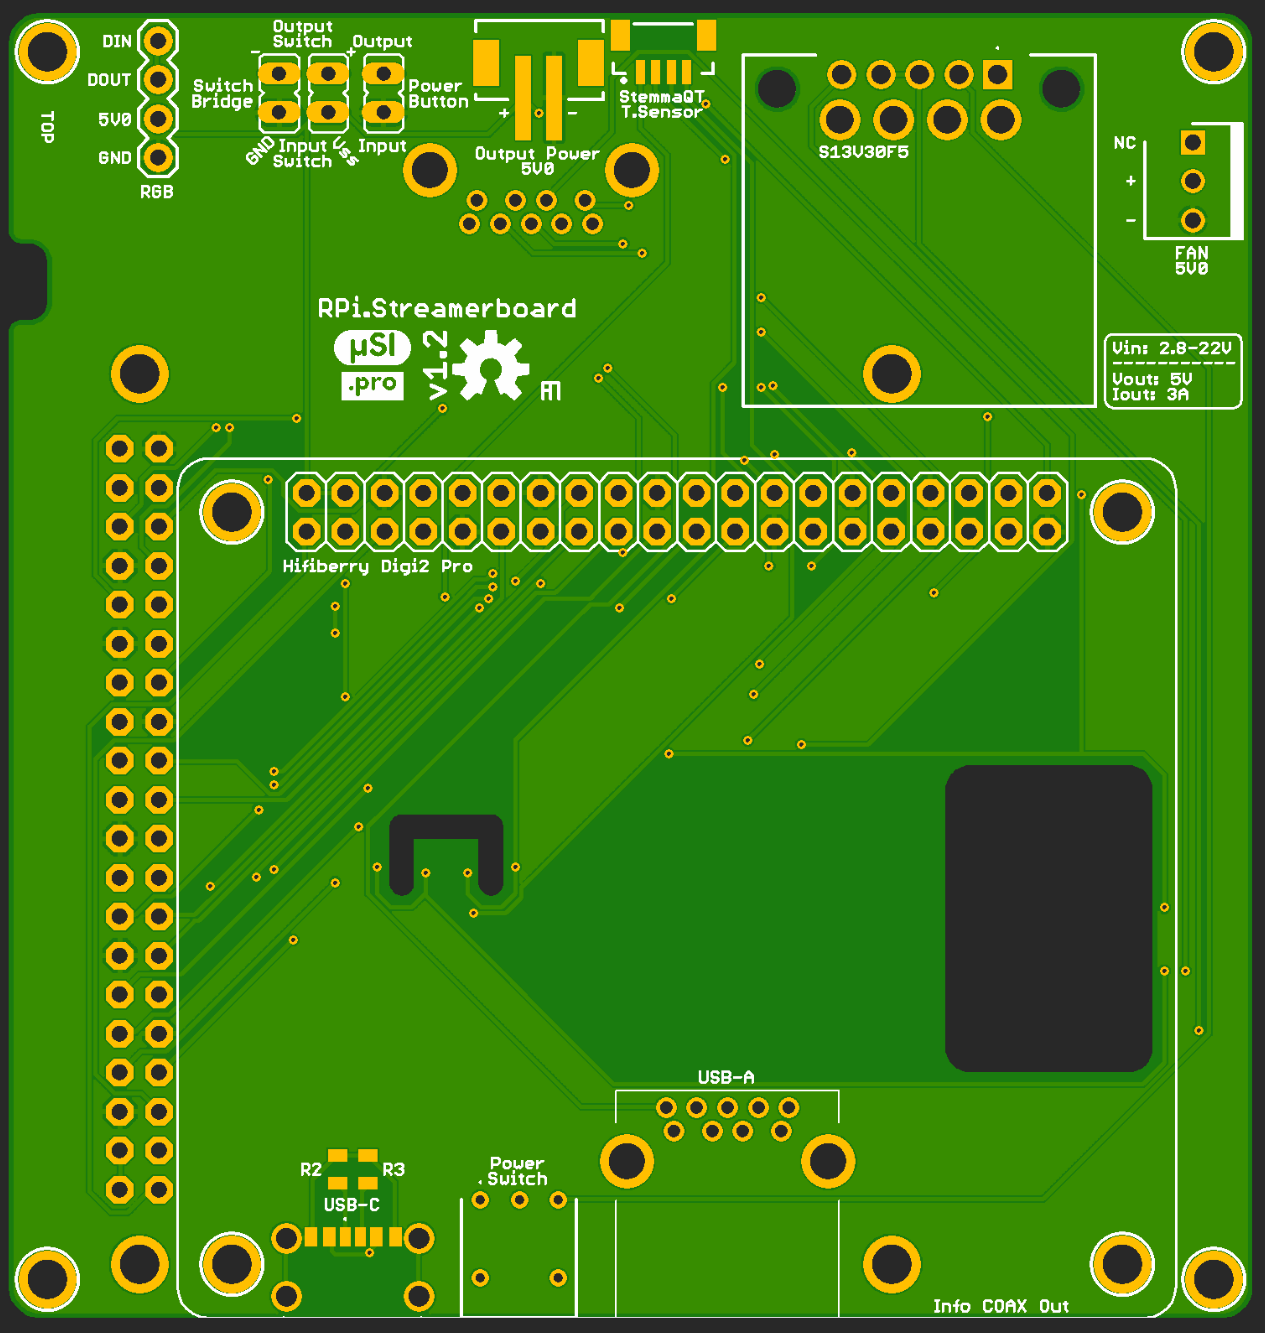 DIN
DOUT
5V0
GND
RGB
TOP
Output
Switch
-
+
Output
Switch
Bridge
Power
Button
GND
Input
Switch
Vss
Input
+
-
Output Power
5V0
StemmaQT
T.Sensor
S13V30F5
NC
+
-
FAN
5V0
RPi.Streamerboard
µSI
.pro
v1.2
Vin: 2.8-22V
Vout: 5V
Iout: 3A
Hifiberry Digi2 Pro
USB-A
R2
R3
USB-C
Power
Switch
Info COAX Out